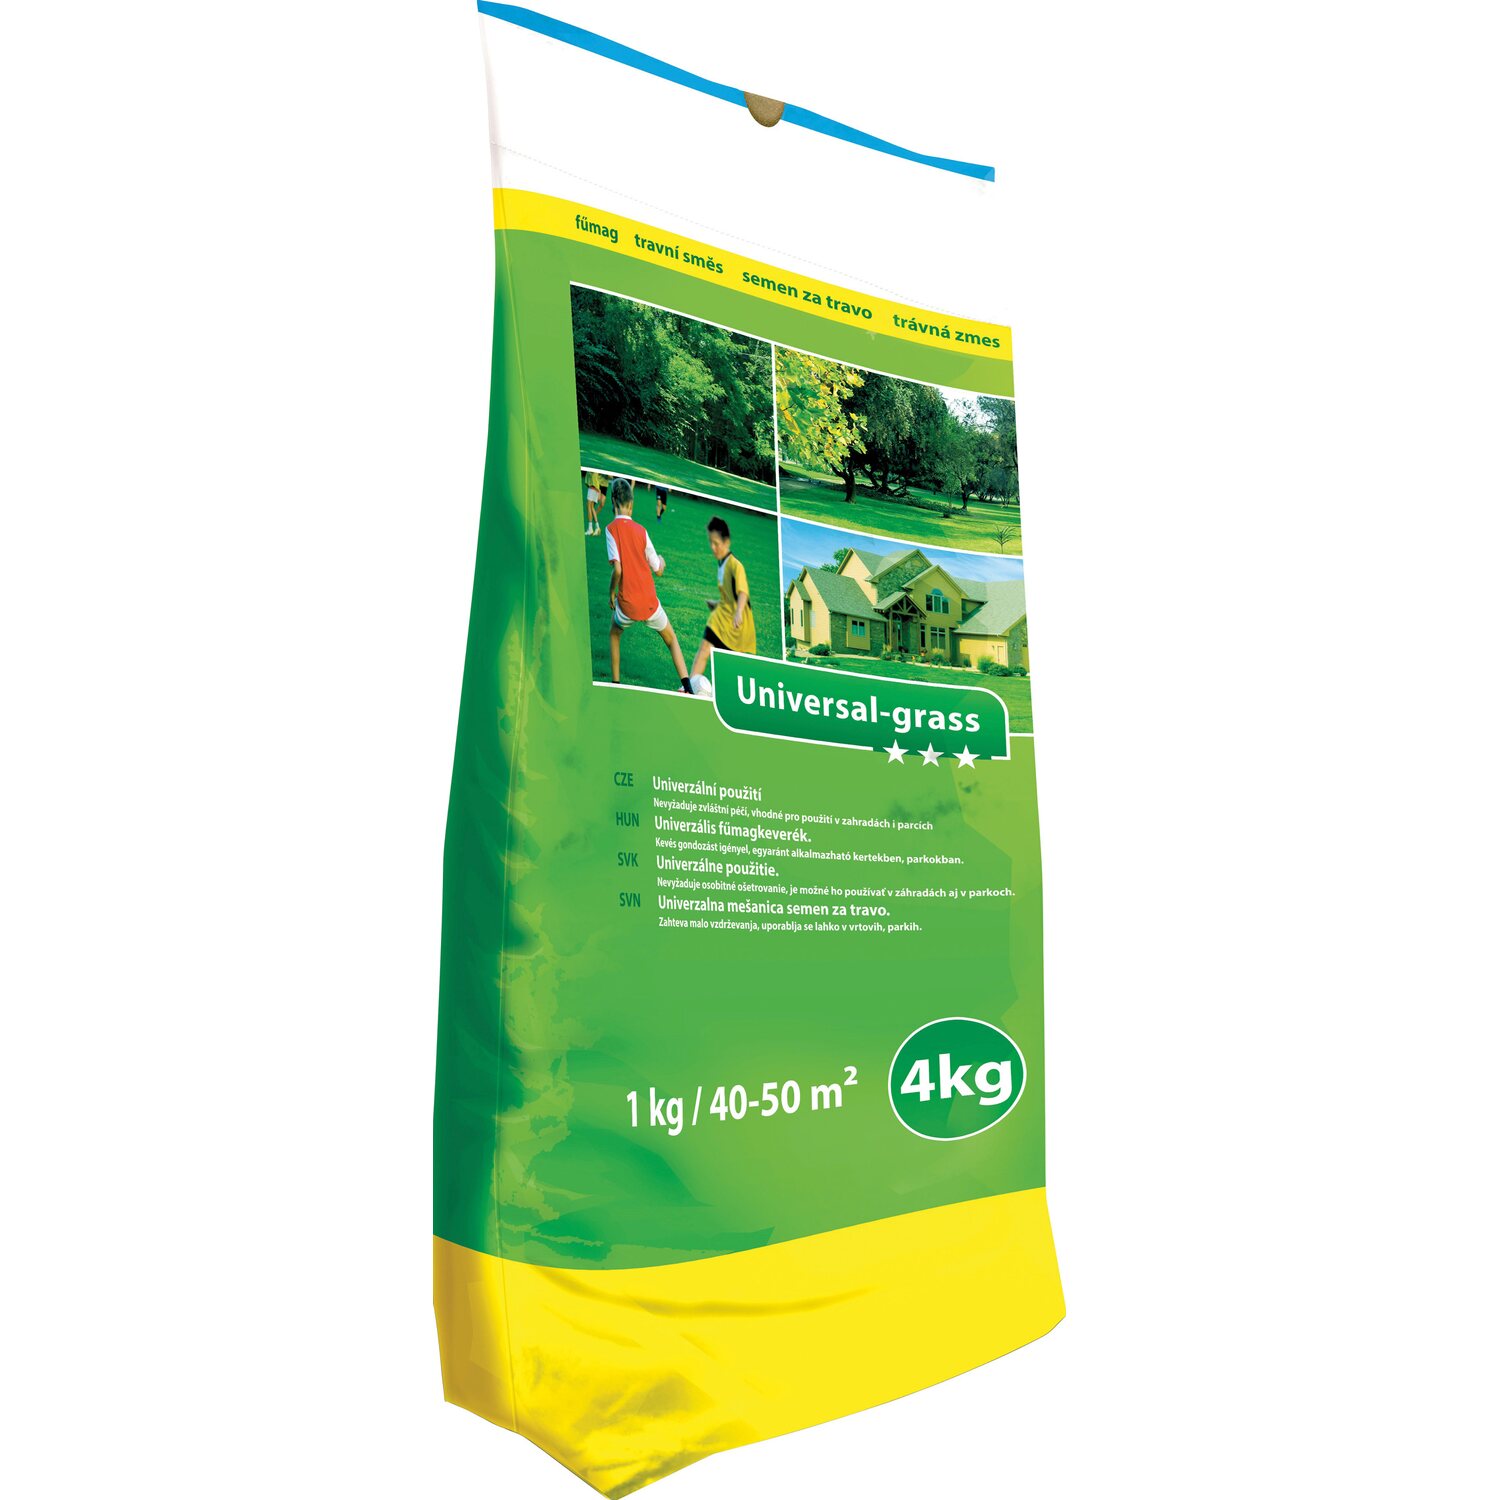 fűmag travní směs semen za travo trávná zmes
Universal-grass
CZE Univerzální použití
Nevyžaduje zvláštní péčí, vhodné pro použití v zahradách i parcích
HUN Univerzális fűmagkeverék.
Kevés gondozást igényel, egyaránt alkalmazható kertekben, parkokban.
SVK Univerzálne použitie.
Nevyžaduje osobitné ošetrovanie, je možné ho používať v záhradách aj v parkoch.
SVN Univerzalna mešanica semen za travo.
Zahteva malo vzdrževanja, uporablja se lahko v vrtovih, parkih.
1 kg / 40-50 m²
4kg